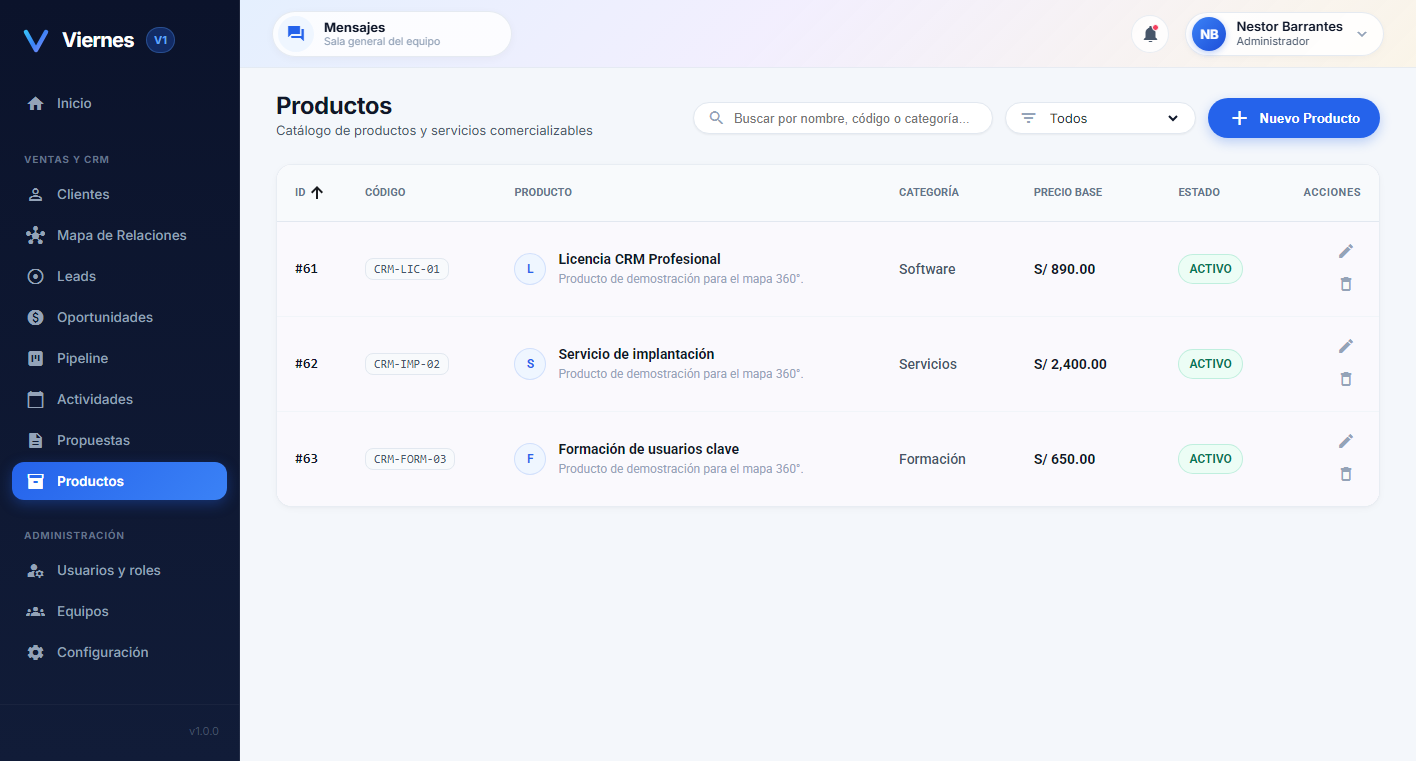 Viernes V1
Inicio
VENTAS Y CRM
Clientes
Mapa de Relaciones
Leads
Oportunidades
Pipeline
Actividades
Propuestas
Productos
ADMINISTRACIÓN
Usuarios y roles
Equipos
Configuración
v1.0.0
Mensajes
Sala general del equipo
NB
Nestor Barrantes
Administrador
Productos
Catálogo de productos y servicios comercializables
Buscar por nombre, código o categoría...
Todos
Nuevo Producto
ID CÓDIGO PRODUCTO CATEGORÍA PRECIO BASE ESTADO ACCIONES
#61 CRM-LIC-01 L Licencia CRM Profesional Software S/ 890.00 ACTIVO
Producto de demostración para el mapa 360°.
#62 CRM-IMP-02 S Servicio de implantación Servicios S/ 2,400.00 ACTIVO
Producto de demostración para el mapa 360°.
#63 CRM-FORM-03 F Formación de usuarios clave Formación S/ 650.00 ACTIVO
Producto de demostración para el mapa 360°.